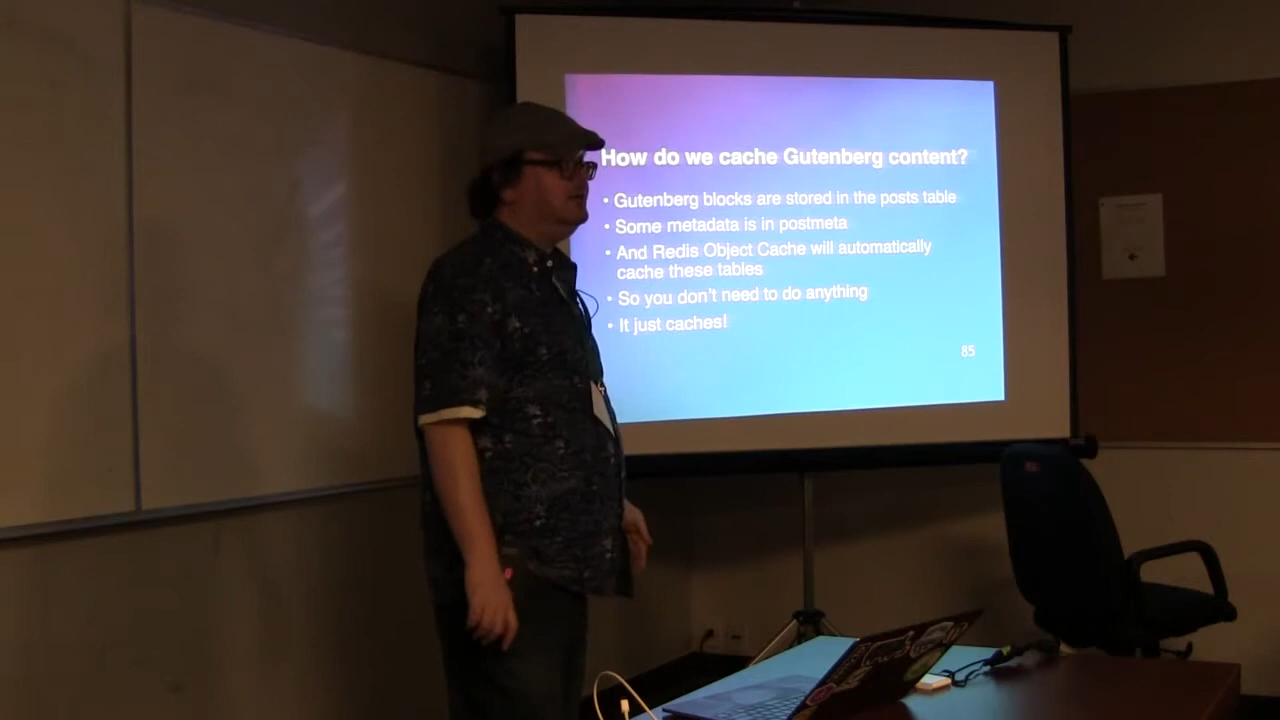 How do we cache Gutenberg content?
• Gutenberg blocks are stored in the posts table
• Some metadata is in postmeta
• And Redis Object Cache will automatically
cache these tables
• So you don't need to do anything
• It just caches!
85